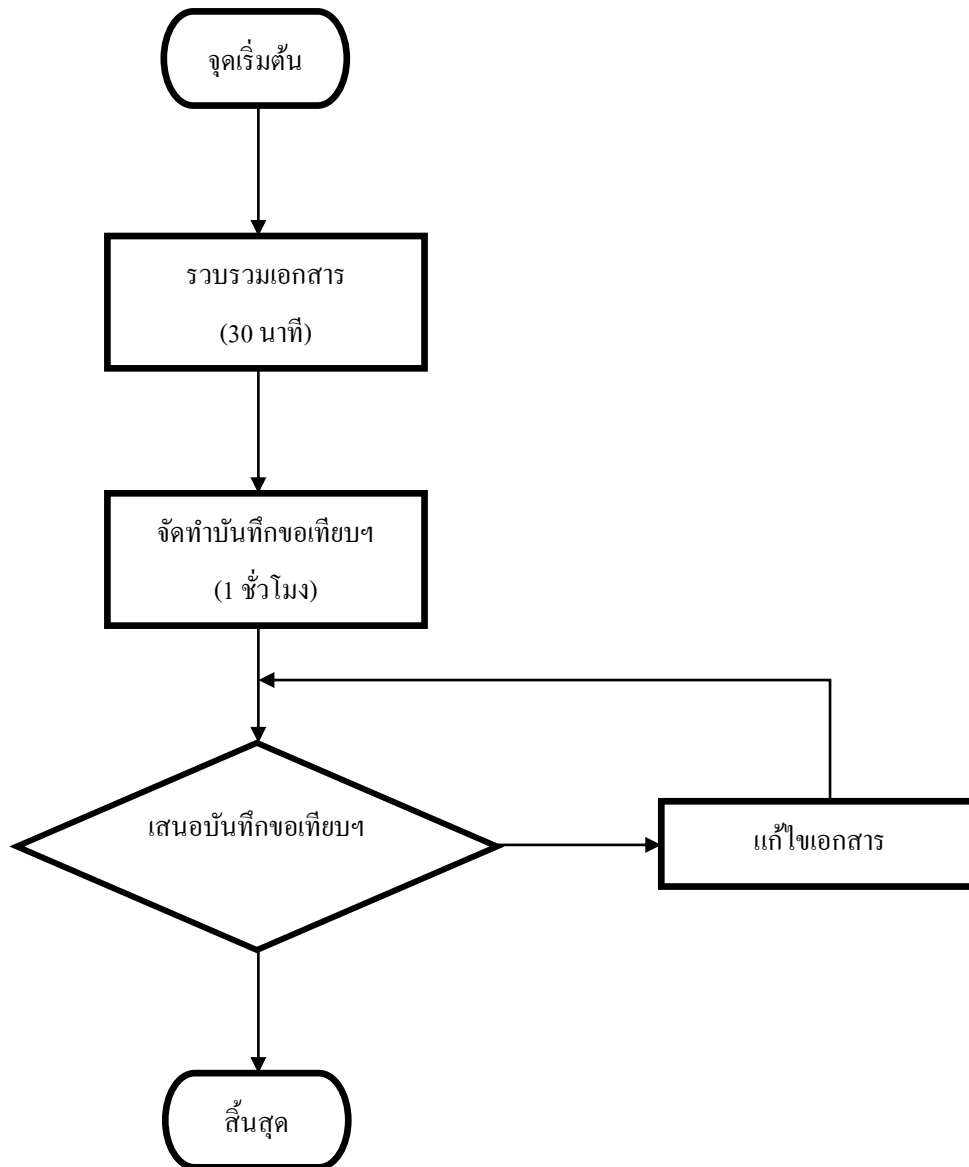 จุดเริ่มต้น
รวบรวมเอกสาร
(30 นาที)
จัดทำบันทึกขอเทียบฯ
(1 ชั่วโมง)
เสนอบันทึกขอเทียบฯ
แก้ไขเอกสาร
สิ้นสุด